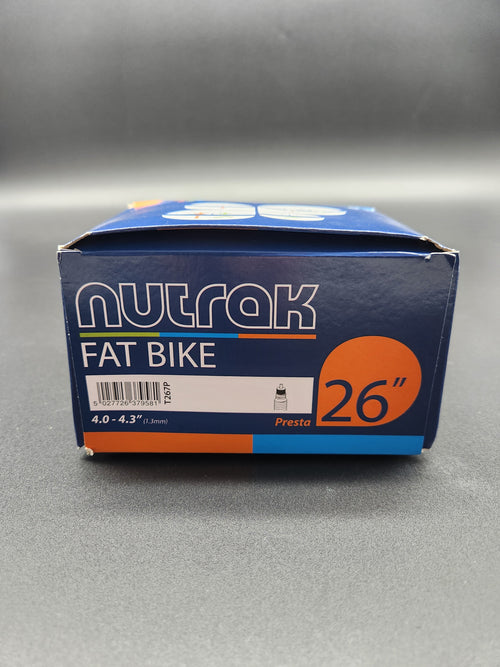 nutrak
FAT BIKE
5 027726 379581
T267P
4.0 - 4.3" (1.3mm)
Presta
26"